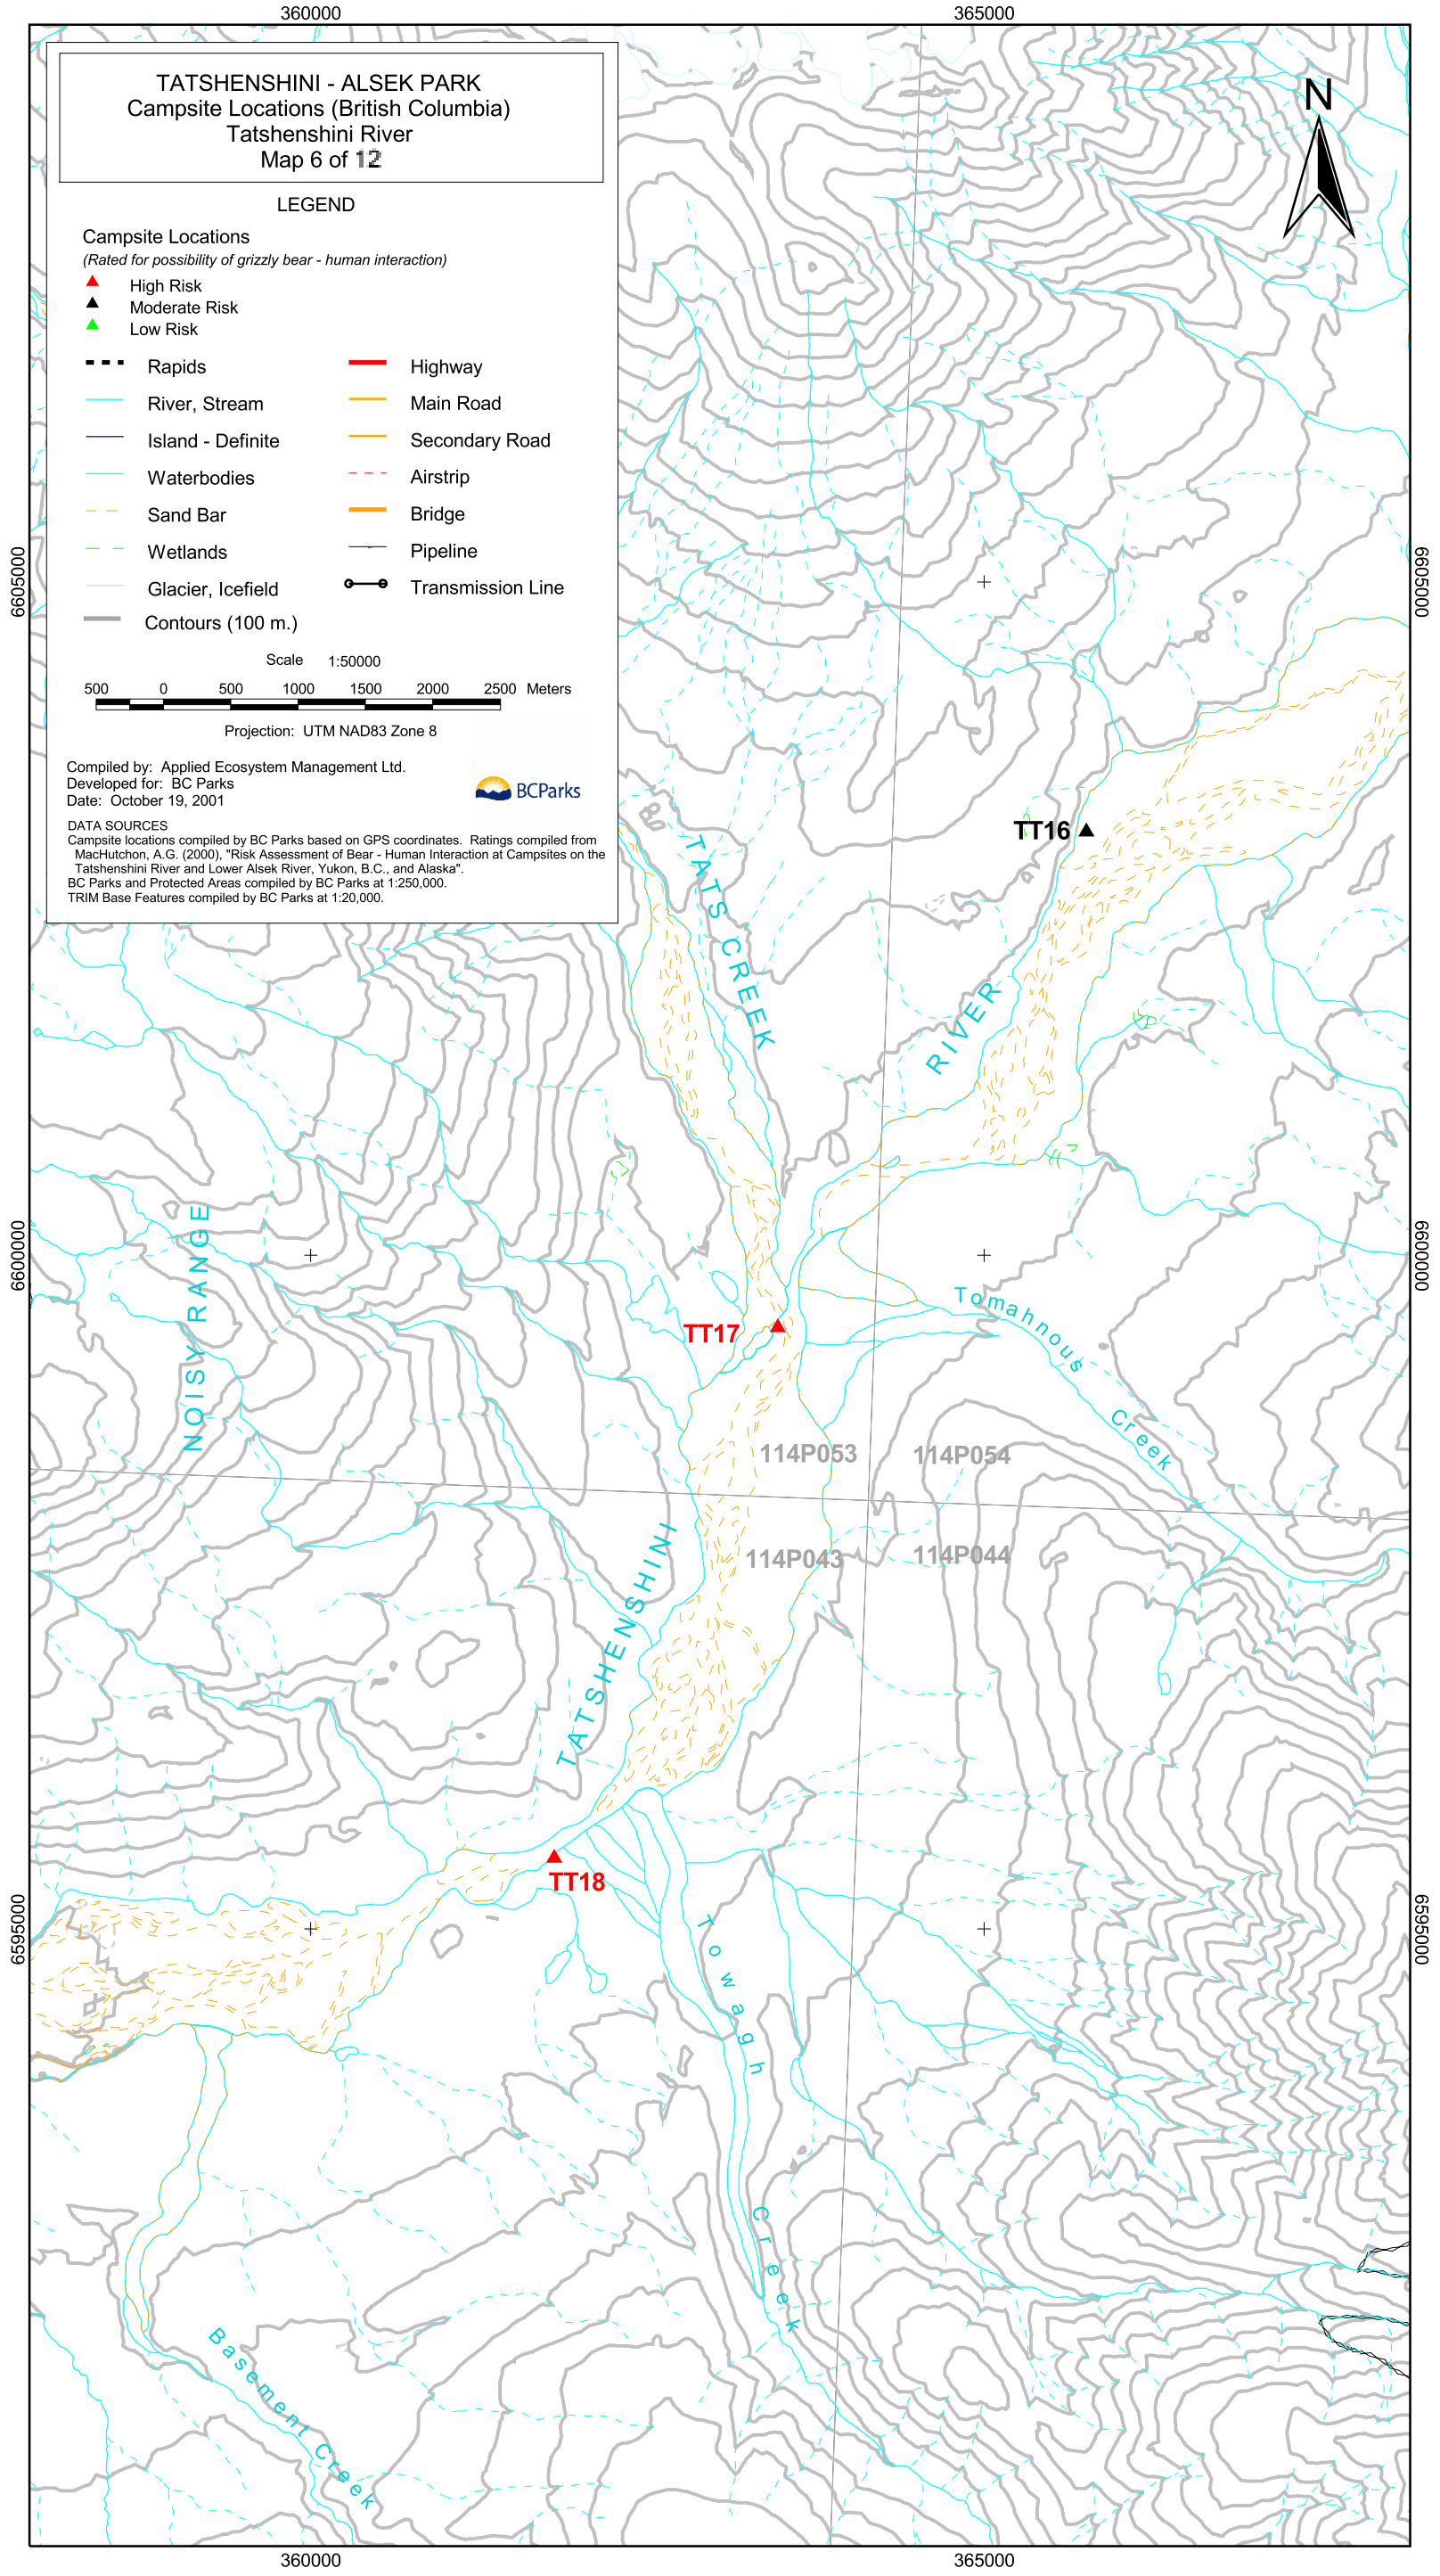 360000
365000
TATSHENSHINI - ALSEK PARK
Campsite Locations (British Columbia)
Tatshenshini River
Map 6 of 12
N
LEGEND
Campsite Locations
(Rated for possibility of grizzly bear - human interaction)
High Risk
Moderate Risk
Low Risk
Rapids
Highway
River, Stream
Main Road
Island - Definite
Secondary Road
Waterbodies
Airstrip
Sand Bar
Bridge
Wetlands
Pipeline
Glacier, Icefield
Transmission Line
Contours (100 m.)
6605000
6605000
Scale 1:50000
500 0 500 1000 1500 2000 2500 Meters
Projection: UTM NAD83 Zone 8
Compiled by: Applied Ecosystem Management Ltd.
Developed for: BC Parks
Date: October 19, 2001
BCParks
DATA SOURCES
Campsite locations compiled by BC Parks based on GPS coordinates. Ratings compiled from
MacHutchon, A.G. (2000), "Risk Assessment of Bear - Human Interaction at Campsites on the
Tatshenshini River and Lower Alsek River, Yukon, B.C., and Alaska".
BC Parks and Protected Areas compiled by BC Parks at 1:250,000.
TRIM Base Features compiled by BC Parks at 1:20,000.
TT16
TATS CREEK
RIVER
NOISY RANGE
6600000
6600000
Tomahnous Creek
TT17
114P053
114P054
114P043
114P044
TATSHENSHINI
TT18
6595000
6595000
Towagh Creek
Basement Creek
360000
365000